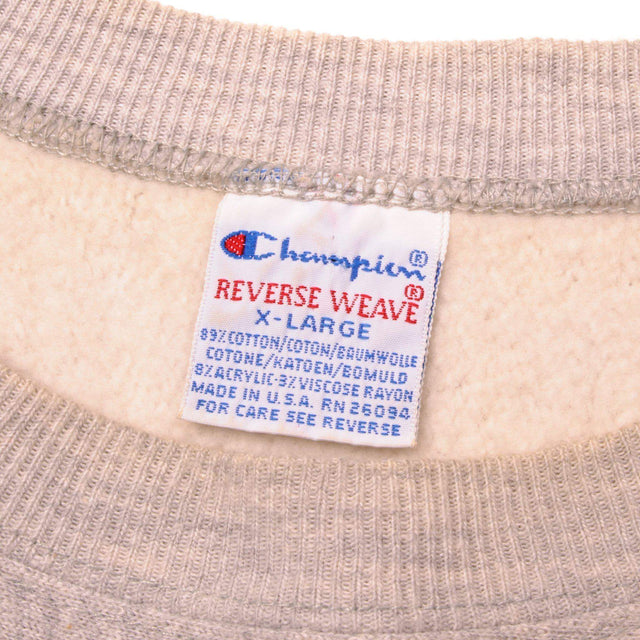 Champion®
REVERSE WEAVE®
X-LARGE
89% COTTON/COTON/BAUMWOLLE
COTONE/KATOEN/BOMULD
8% ACRYLIC-3% VISCOSE RAYON
MADE IN U.S.A. RN 26094
FOR CARE SEE REVERSE